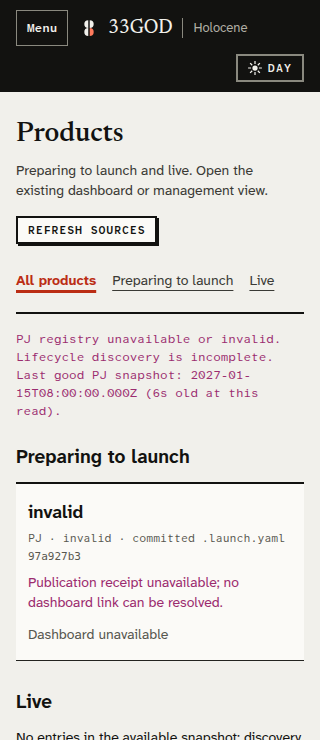 Menu
33GOD
Holocene
DAY
Products
Preparing to launch and live. Open the
existing dashboard or management view.
REFRESH SOURCES
All products Preparing to launch Live
PJ registry unavailable or invalid.
Lifecycle discovery is incomplete.
Last good PJ snapshot: 2027-01-
15T08:00:00.000Z (6s old at this
read).
Preparing to launch
invalid
PJ · invalid · committed .launch.yaml
97a927b3
Publication receipt unavailable; no
dashboard link can be resolved.
Dashboard unavailable
Live
No entries in the available snapshot; discovery